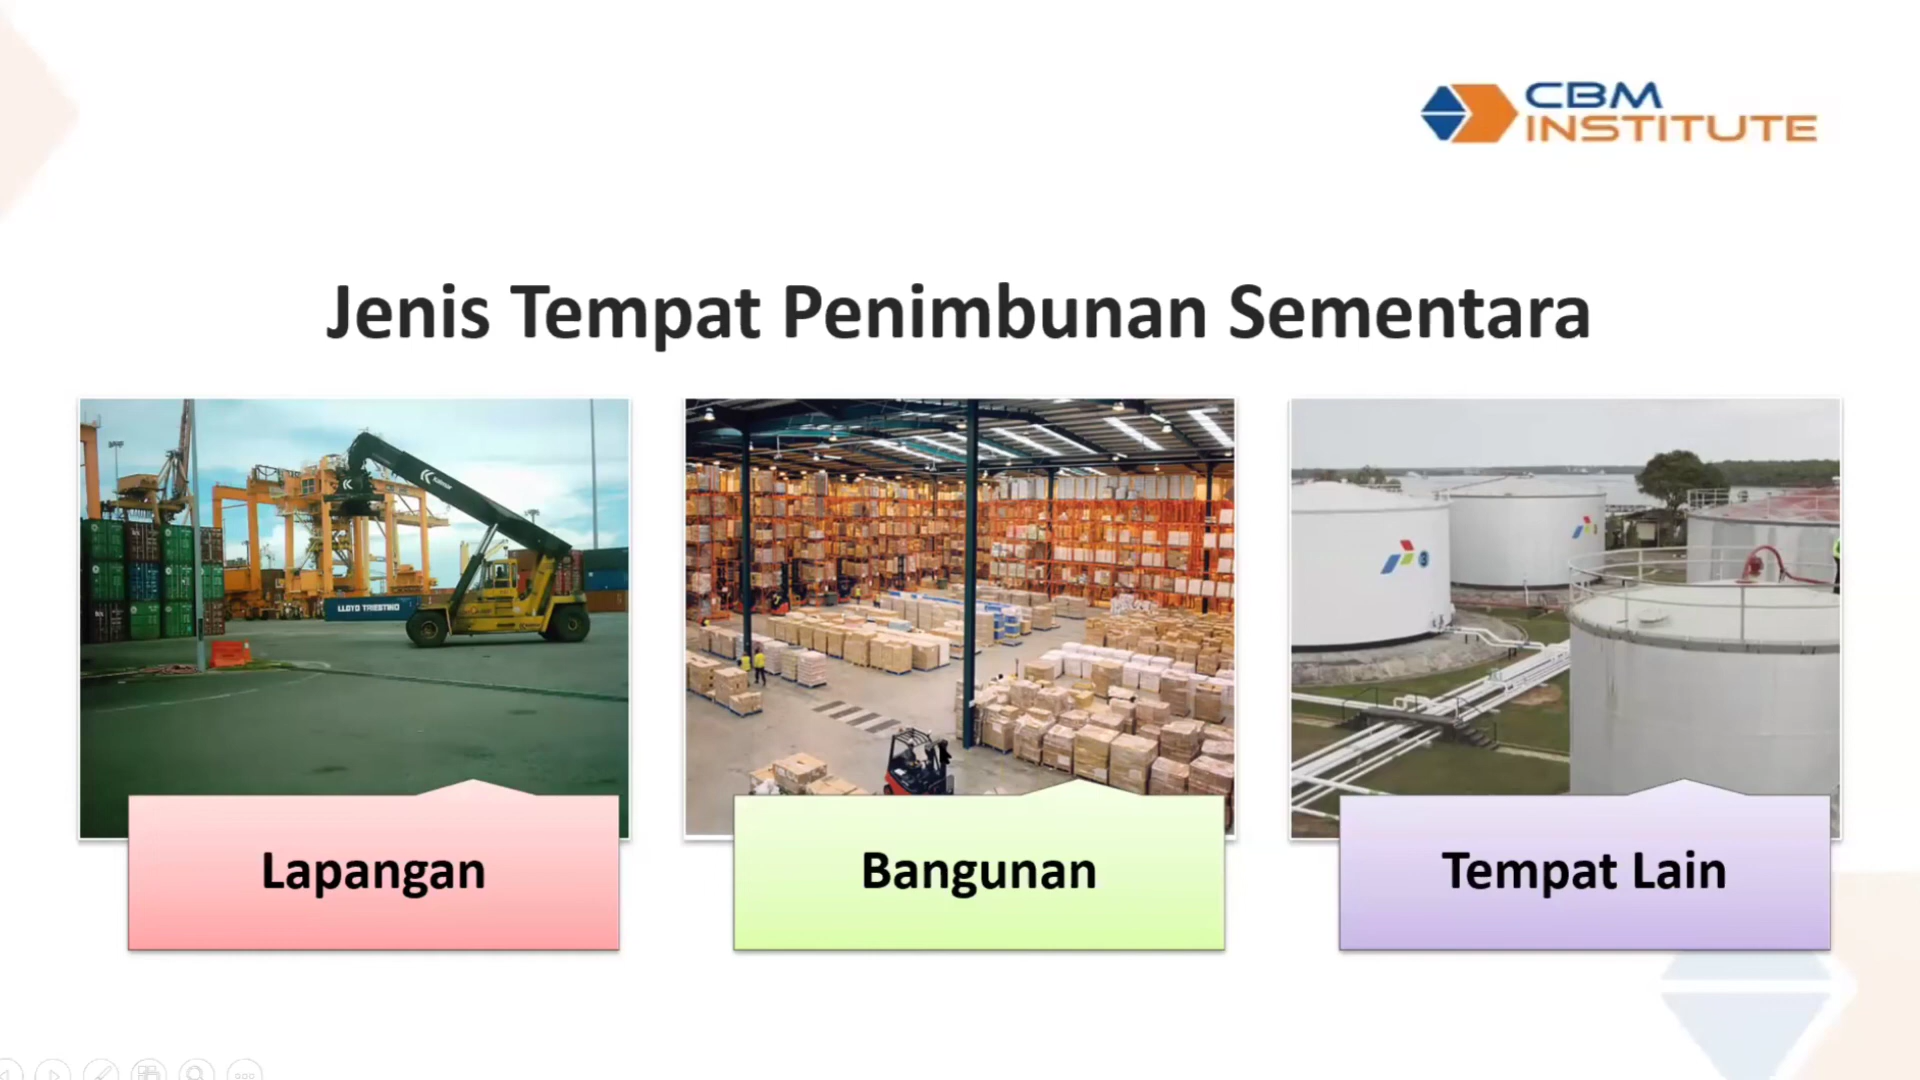 CBM
INSTITUTE
Jenis Tempat Penimbunan Sementara
LLOYD TRIESTINO
Lapangan
Bangunan
Tempat Lain